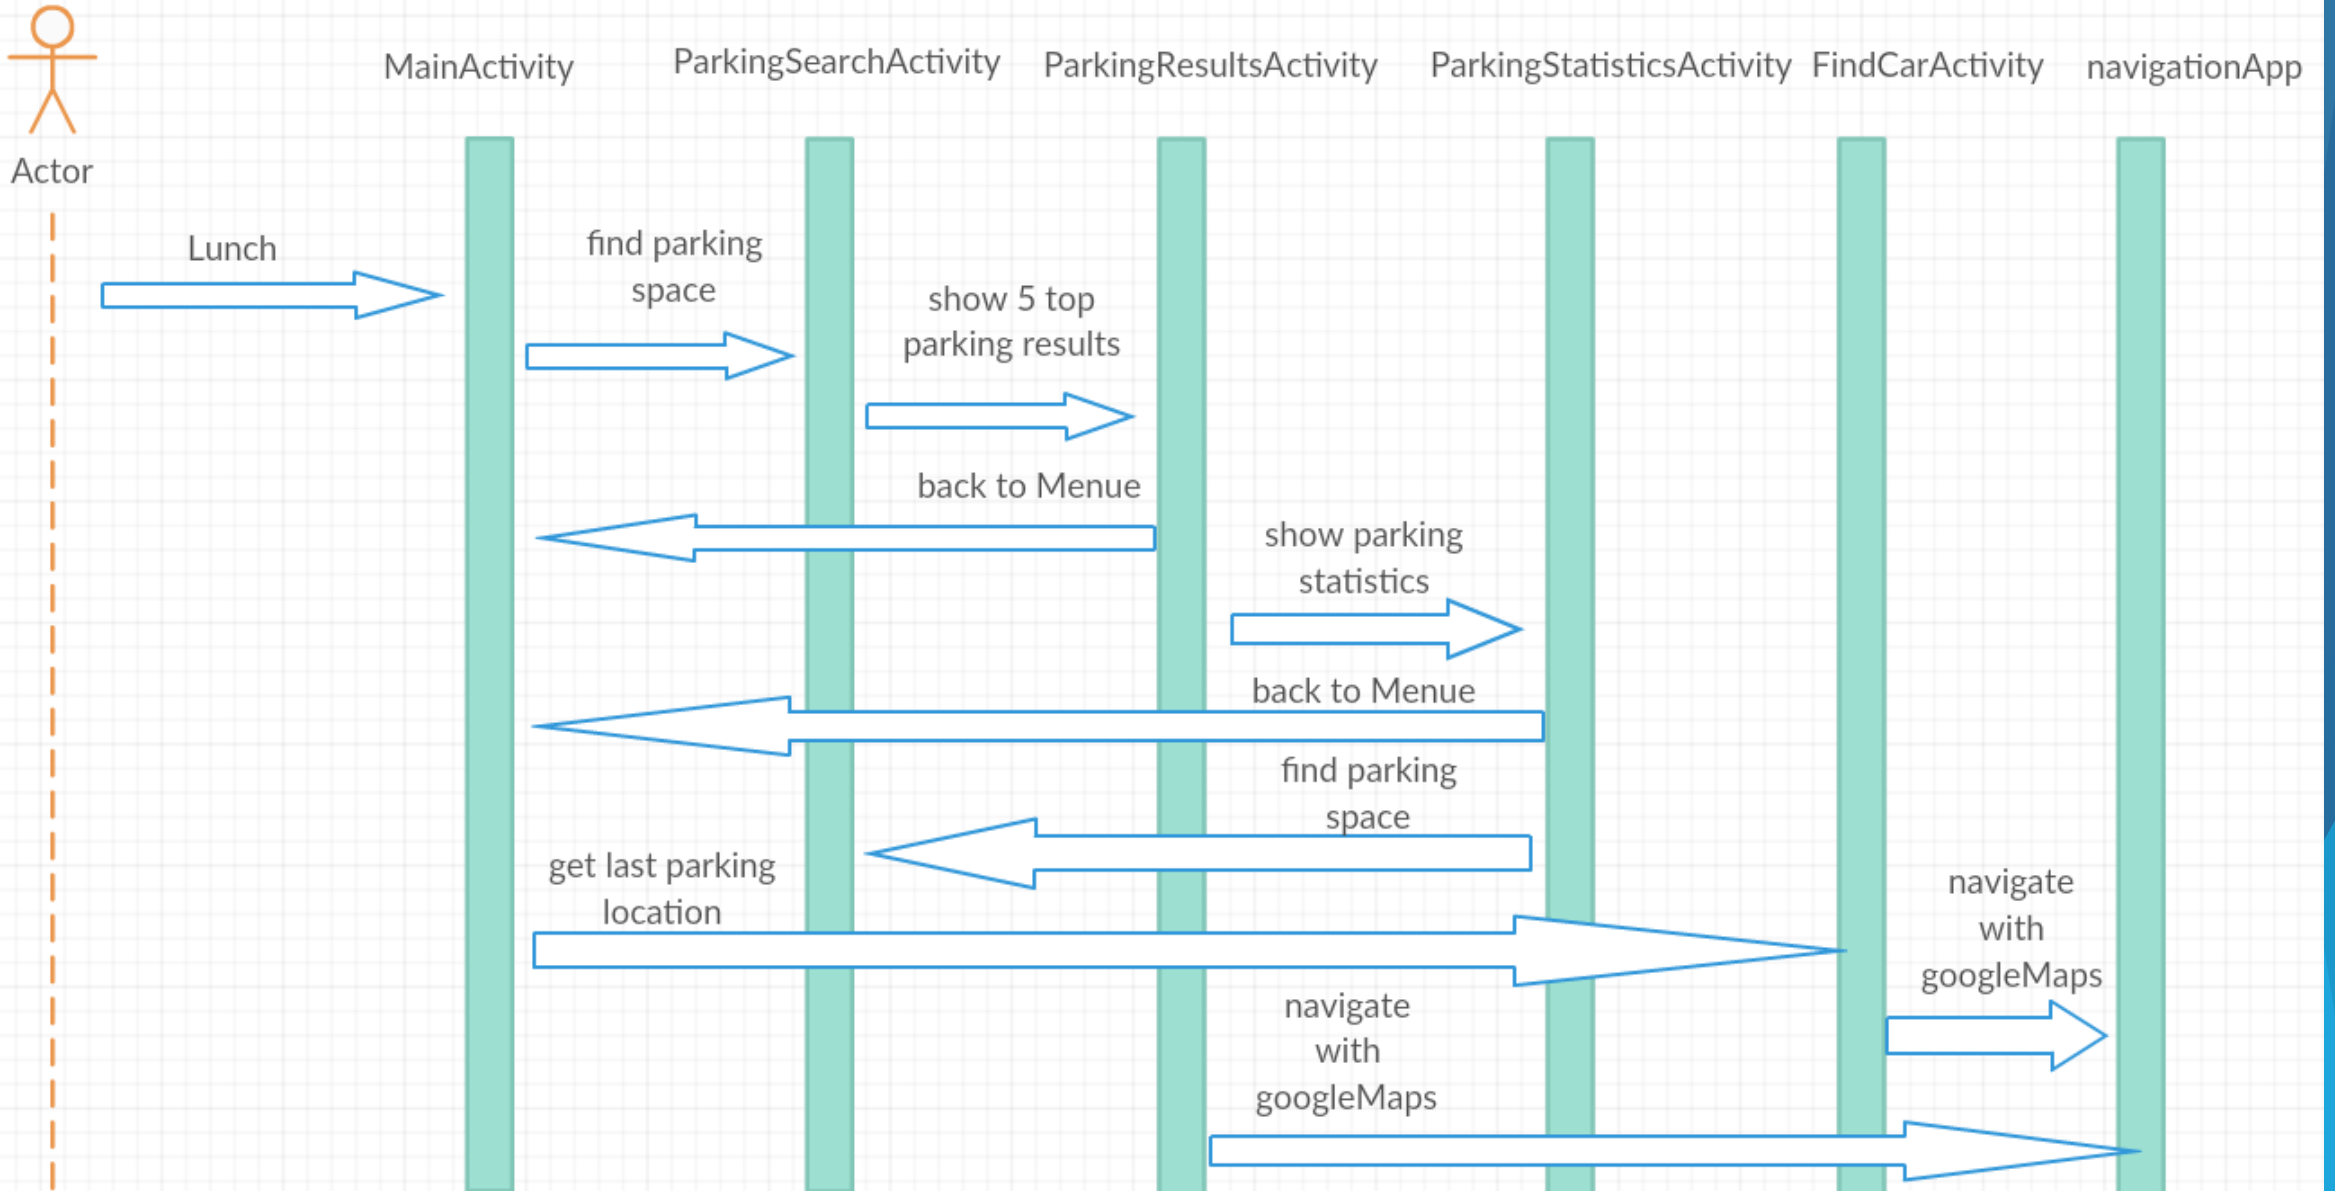 MainActivity
ParkingSearchActivity
ParkingResultsActivity
ParkingStatisticsActivity
FindCarActivity
navigationApp
Actor
Lunch
find parking
space
show 5 top
parking results
back to Menue
show parking
statistics
back to Menue
find parking
space
get last parking
location
navigate
with
googleMaps
navigate
with
googleMaps